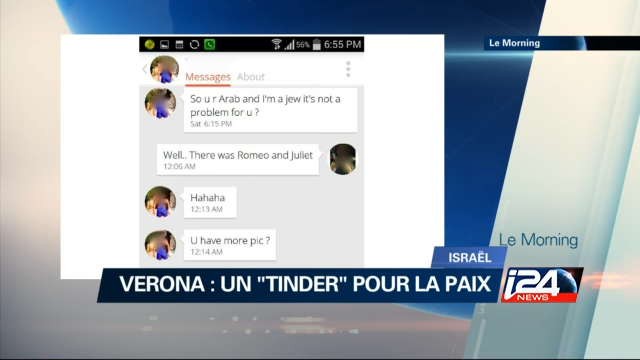 56% 6:55 PM
Le Morning
Messages About
So u r Arab and I'm a jew it's not a
problem for u ?
Sat 6:15 PM
Well.. There was Romeo and Juliet
12:06 AM
Hahaha
12:13 AM
U have more pic ?
12:14 AM
Le Morning
ISRAËL
VERONA : UN "TINDER" POUR LA PAIX
i24
NEWS